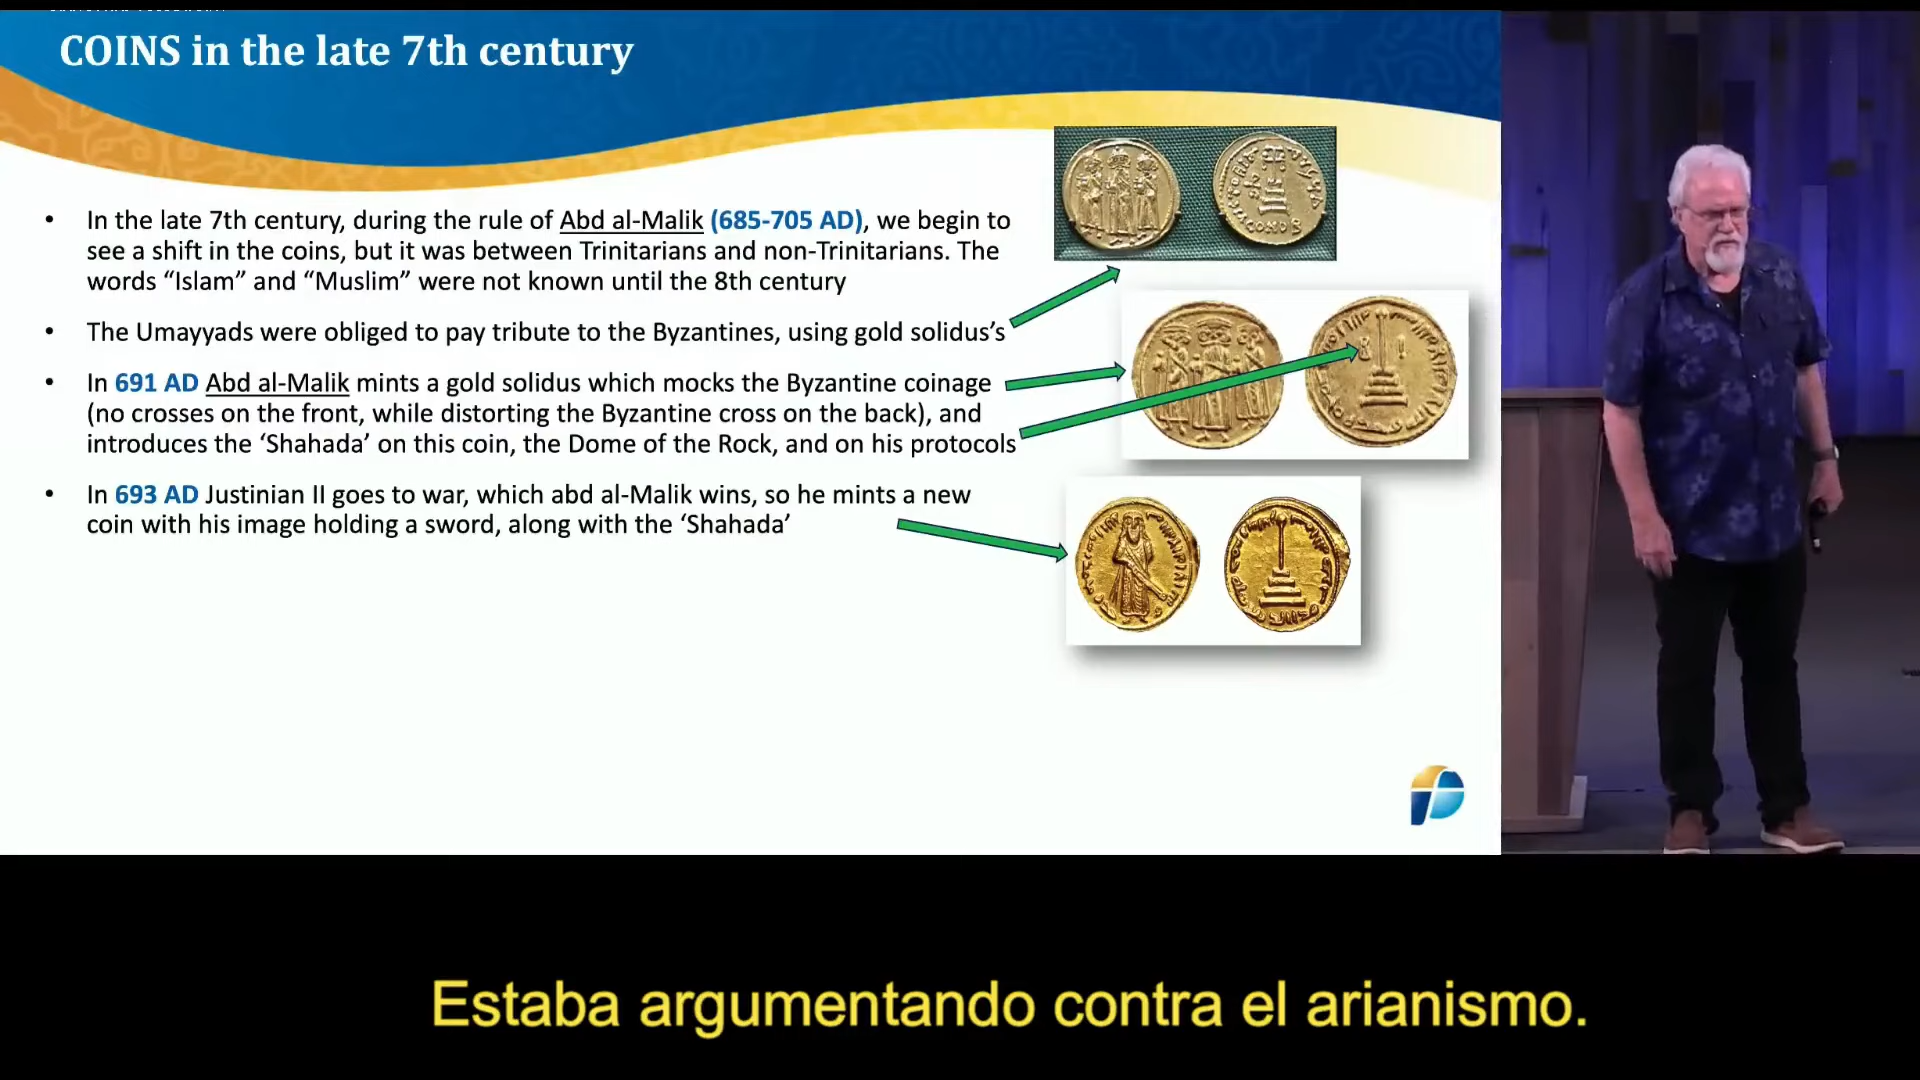 COINS in the late 7th century
• In the late 7th century, during the rule of Abd al-Malik (685-705 AD), we begin to
see a shift in the coins, but it was between Trinitarians and non-Trinitarians. The
words “Islam” and “Muslim” were not known until the 8th century
• The Umayyads were obliged to pay tribute to the Byzantines, using gold solidus’s
• In 691 AD Abd al-Malik mints a gold solidus which mocks the Byzantine coinage
(no crosses on the front, while distorting the Byzantine cross on the back), and
introduces the ‘Shahada’ on this coin, the Dome of the Rock, and on his protocols
• In 693 AD Justinian II goes to war, which abd al-Malik wins, so he mints a new
coin with his image holding a sword, along with the ‘Shahada’
Estaba argumentando contra el arianismo.